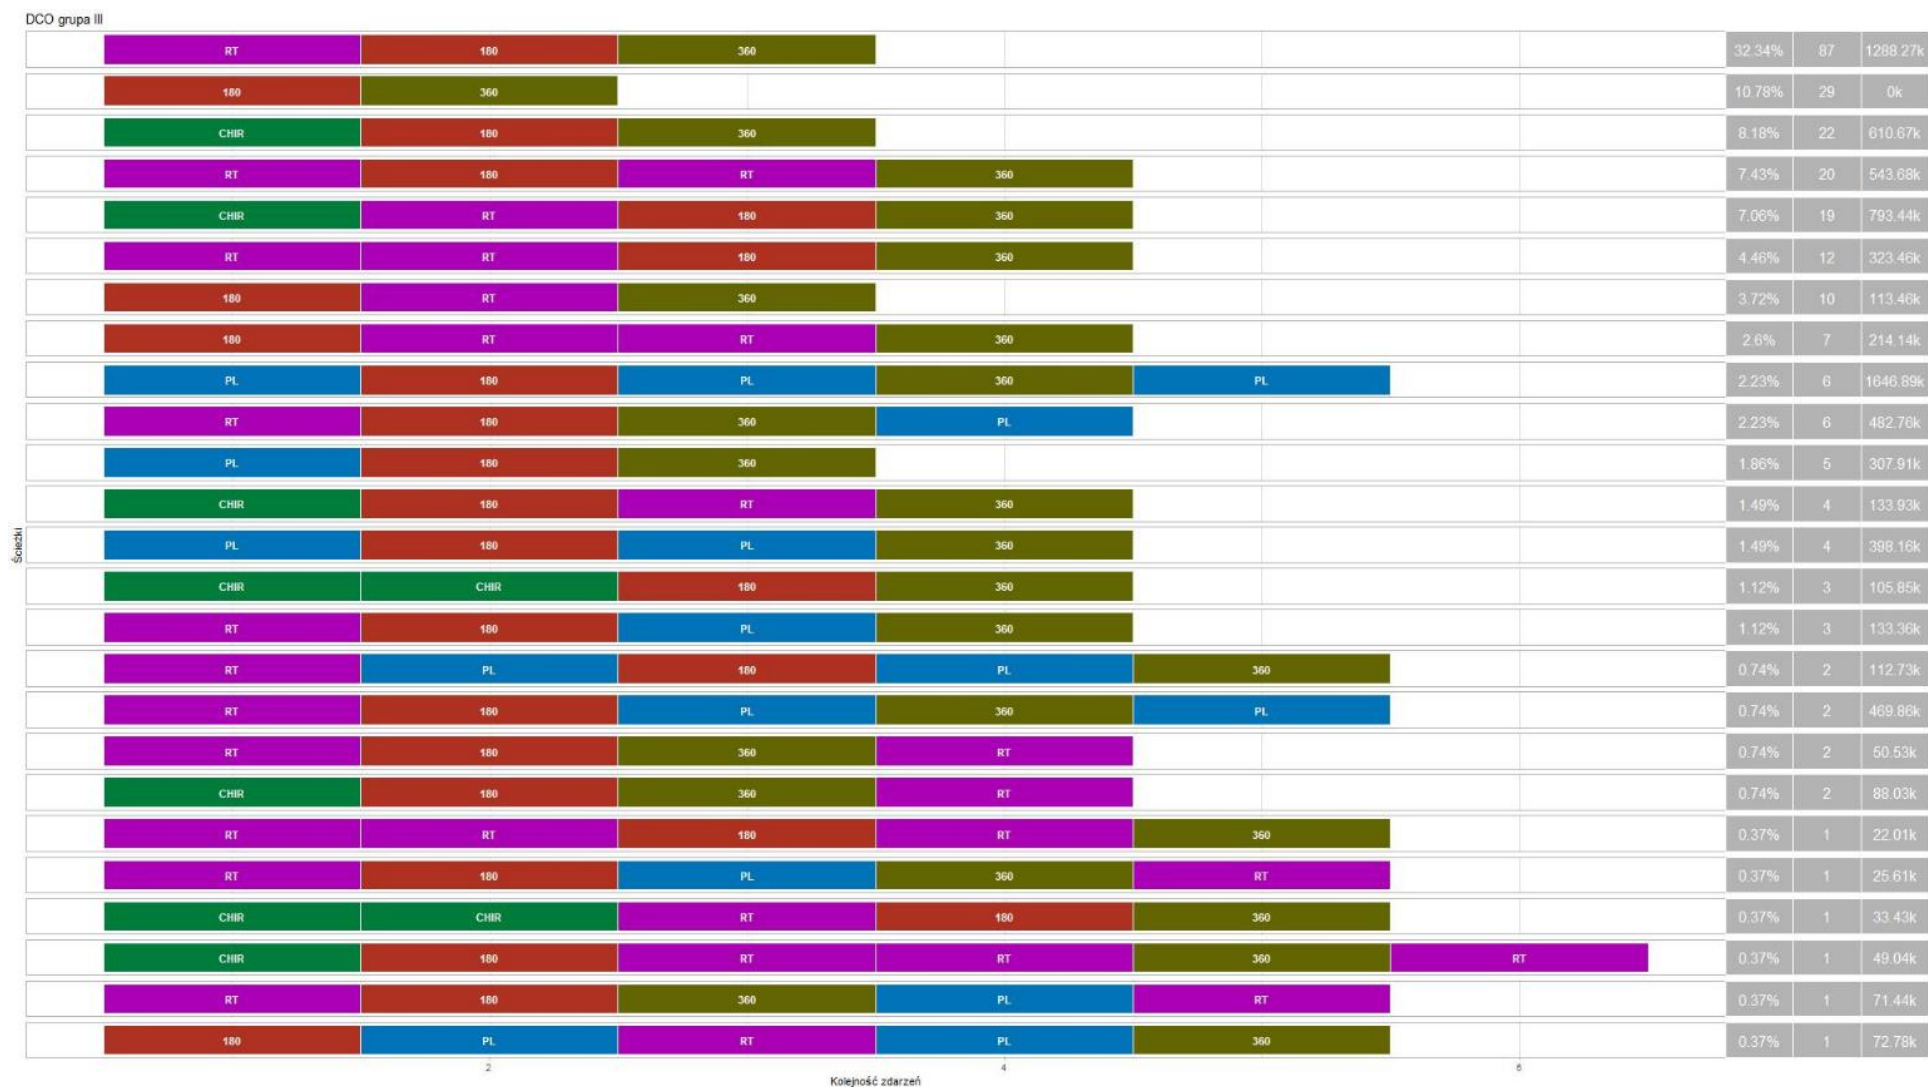 DCO grupa III
RT 180 360 32.34% 87 1288.27k
180 360 10.78% 29 0k
CHIR 180 360 8.18% 22 610.67k
RT 180 RT 360 7.43% 20 543.68k
CHIR RT 180 360 7.06% 19 793.44k
RT RT 180 360 4.46% 12 323.46k
180 RT 360 3.72% 10 113.46k
180 RT RT 360 2.6% 7 214.14k
PL 180 PL 360 PL 2.23% 6 1646.89k
RT 180 360 PL 2.23% 6 482.76k
PL 180 360 1.86% 5 307.91k
CHIR 180 RT 360 1.49% 4 133.93k
Ścieżki
PL 180 PL 360 1.49% 4 398.16k
CHIR CHIR 180 360 1.12% 3 105.85k
RT 180 PL 360 1.12% 3 133.36k
RT PL 180 PL 360 0.74% 2 112.73k
RT 180 PL 360 PL 0.74% 2 469.86k
RT 180 360 RT 0.74% 2 50.53k
CHIR 180 360 RT 0.74% 2 88.03k
RT RT 180 RT 360 0.37% 1 22.01k
RT 180 PL 360 RT 0.37% 1 25.61k
CHIR CHIR RT 180 360 0.37% 1 33.43k
CHIR 180 RT RT 360 RT 0.37% 1 49.04k
RT 180 360 PL RT 0.37% 1 71.44k
180 PL RT PL 360 0.37% 1 72.78k
2 4 6
Kolejność zdarzeń